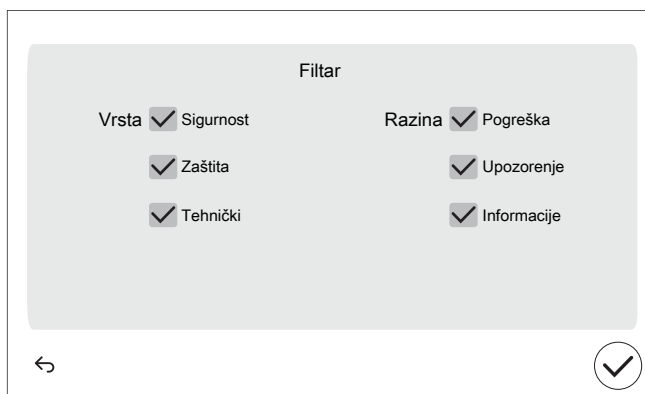 Filtar
Vrsta Sigurnost Razina Pogreška
Zaštita Upozorenje
Tehnički Informacije